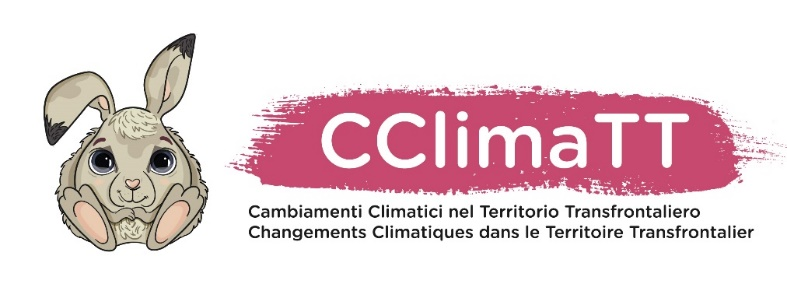 CClimaTT
Cambiamenti Climatici nel Territorio Transfrontaliero
Changements Climatiques dans le Territoire Transfrontalier